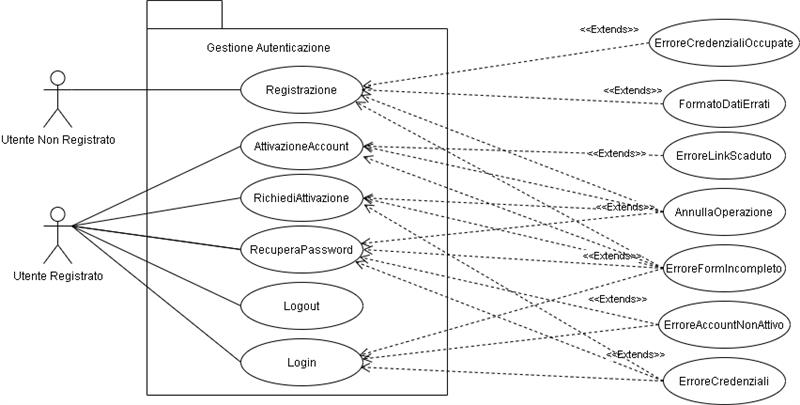 Gestione Autenticazione
Utente Non Registrato
Utente Registrato
Registrazione
AttivazioneAccount
RichiediAttivazione
RecuperaPassword
Logout
Login
<<Extends>>
ErroreCredenzialiOccupate
<<Extends>>
FormatoDatiErrati
<<Extends>>
ErroreLinkScaduto
<<Extends>>
AnnullaOperazione
<<Extends>>
ErroreFormIncompleto
<<Extends>>
ErroreAccountNonAttivo
<<Extends>>
ErroreCredenziali